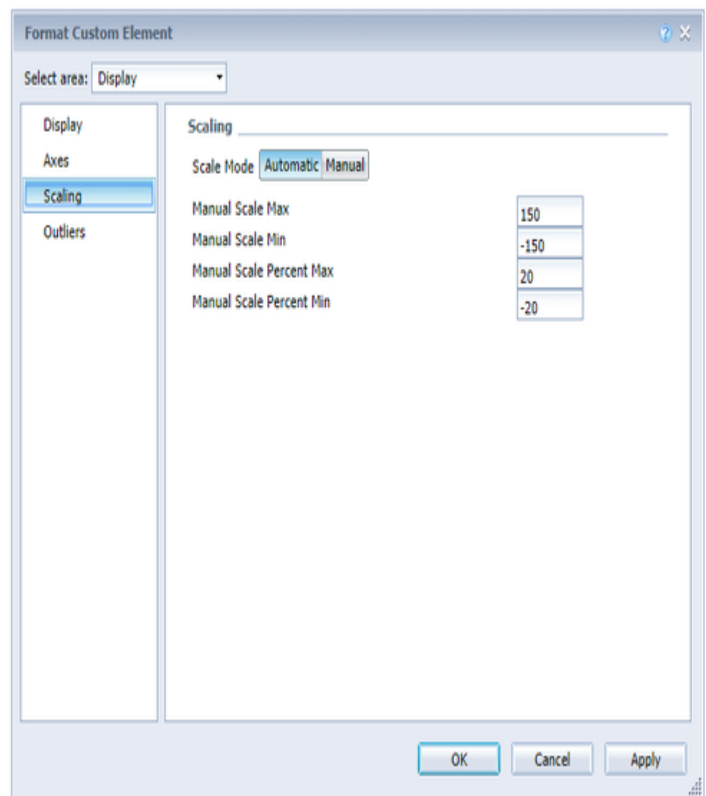 Format Custom Element
Select area: Display
Display
Axes
Scaling
Outliers
Scaling
Scale Mode Automatic Manual
Manual Scale Max 150
Manual Scale Min -150
Manual Scale Percent Max 20
Manual Scale Percent Min -20
OK Cancel Apply